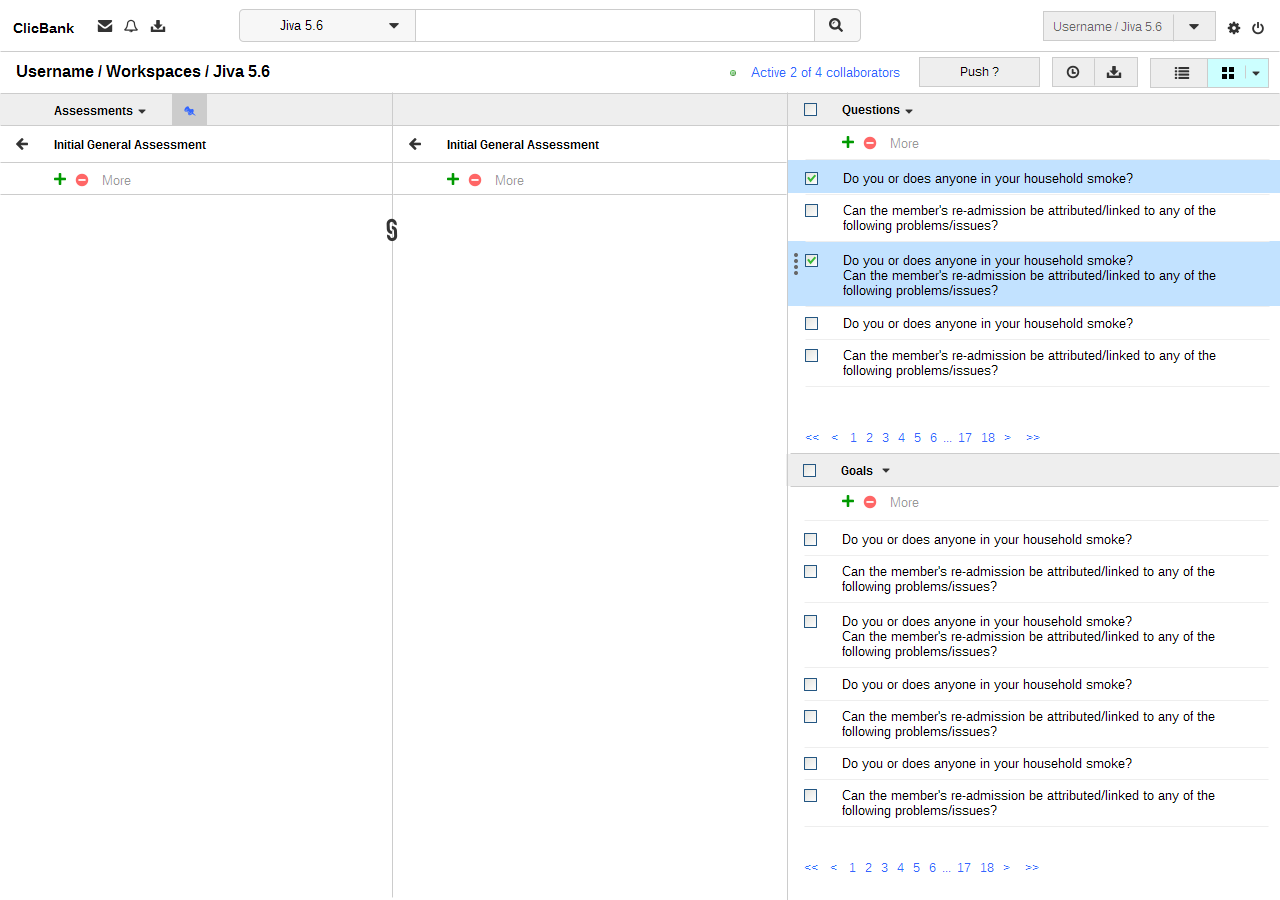 ClicBank
Jiva 5.6
Username / Jiva 5.6
Username / Workspaces / Jiva 5.6
Active 2 of 4 collaborators
Push ?
Assessments
Initial General Assessment
More
Initial General Assessment
More
Questions
More
Do you or does anyone in your household smoke?
Can the member's re-admission be attributed/linked to any of the
following problems/issues?
Do you or does anyone in your household smoke?
Can the member's re-admission be attributed/linked to any of the
following problems/issues?
Do you or does anyone in your household smoke?
Can the member's re-admission be attributed/linked to any of the
following problems/issues?
<< < 1 2 3 4 5 6 ... 17 18 > >>
Goals
More
Do you or does anyone in your household smoke?
Can the member's re-admission be attributed/linked to any of the
following problems/issues?
Do you or does anyone in your household smoke?
Can the member's re-admission be attributed/linked to any of the
following problems/issues?
Do you or does anyone in your household smoke?
Can the member's re-admission be attributed/linked to any of the
following problems/issues?
Do you or does anyone in your household smoke?
Can the member's re-admission be attributed/linked to any of the
following problems/issues?
<< < 1 2 3 4 5 6 ... 17 18 > >>